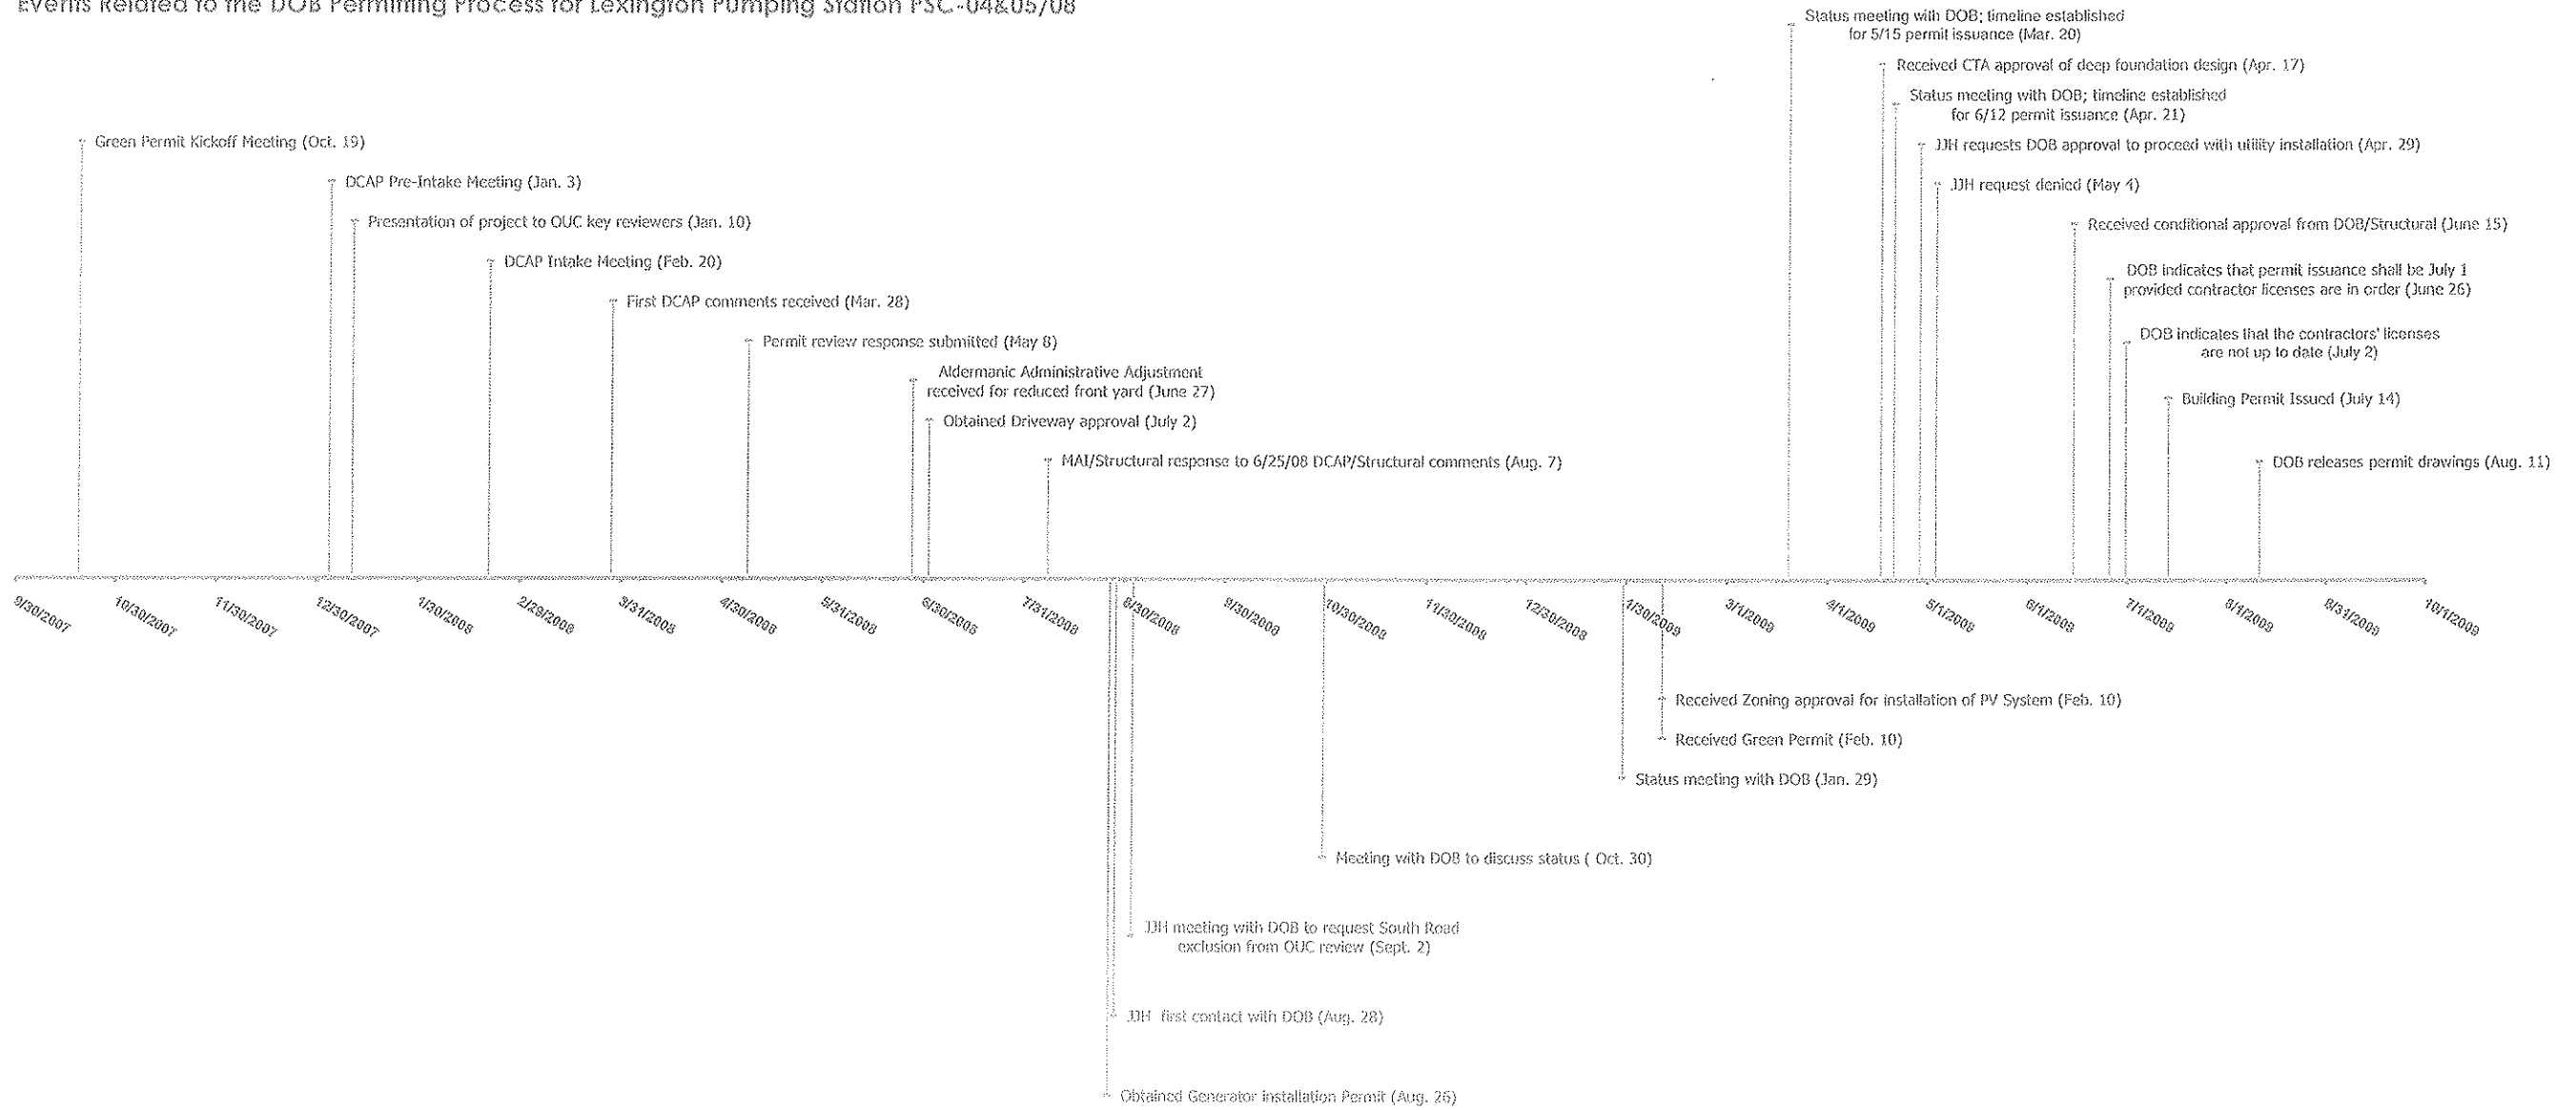 Events Related to the DOB Permitting Process for Lexington Pumping Station PSC-04&05/08
Status meeting with DOB; timeline established
for 5/15 permit issuance (Mar. 20)
Received CTA approval of deep foundation design (Apr. 17)
Status meeting with DOB; timeline established
for 6/12 permit issuance (Apr. 21)
Green Permit Kickoff Meeting (Oct. 19)
JJH requests DOB approval to proceed with utility installation (Apr. 29)
DCAP Pre-Intake Meeting (Jan. 3)
JJH request denied (May 4)
Presentation of project to OUC key reviewers (Jan. 10)
Received conditional approval from DOB/Structural (June 15)
DCAP Intake Meeting (Feb. 20)
DOB indicates that permit issuance shall be July 1
provided contractor licenses are in order (June 26)
First DCAP comments received (Mar. 28)
Permit review response submitted (May 8)
DOB indicates that the contractors' licenses
are not up to date (July 2)
Aldermanic Administrative Adjustment
received for reduced front yard (June 27)
Building Permit Issued (July 14)
Obtained Driveway approval (July 2)
MAI/Structural response to 6/25/08 DCAP/Structural comments (Aug. 7)
DOB releases permit drawings (Aug. 11)
9/30/2007
10/30/2007
11/30/2007
12/30/2007
1/30/2008
2/29/2008
3/31/2008
4/30/2008
5/31/2008
6/30/2008
7/31/2008
8/30/2008
9/30/2008
10/30/2008
11/30/2008
12/30/2008
1/30/2009
3/1/2009
4/1/2009
5/1/2009
6/1/2009
7/1/2009
8/1/2009
8/31/2009
10/1/2009
Received Zoning approval for installation of PV System (Feb. 10)
Received Green Permit (Feb. 10)
Status meeting with DOB (Jan. 29)
Meeting with DOB to discuss status ( Oct. 30)
JJH meeting with DOB to request South Road
exclusion from OUC review (Sept. 2)
JJH first contact with DOB (Aug. 28)
Obtained Generator installation Permit (Aug. 26)